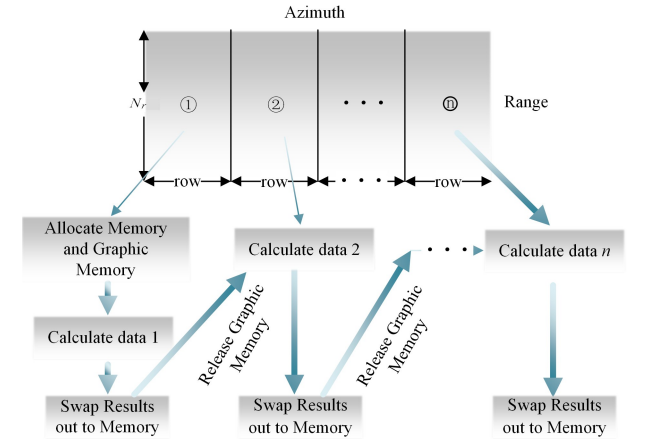 Azimuth
N_r
①
②
· · ·
ⓝ
Range
row
row
· · ·
row
Allocate Memory
and Graphic
Memory
Calculate data 2
· · ·
Calculate data n
Release Graphic
Memory
Release Graphic
Memory
Calculate data 1
Swap Results
out to Memory
Swap Results
out to Memory
Swap Results
out to Memory